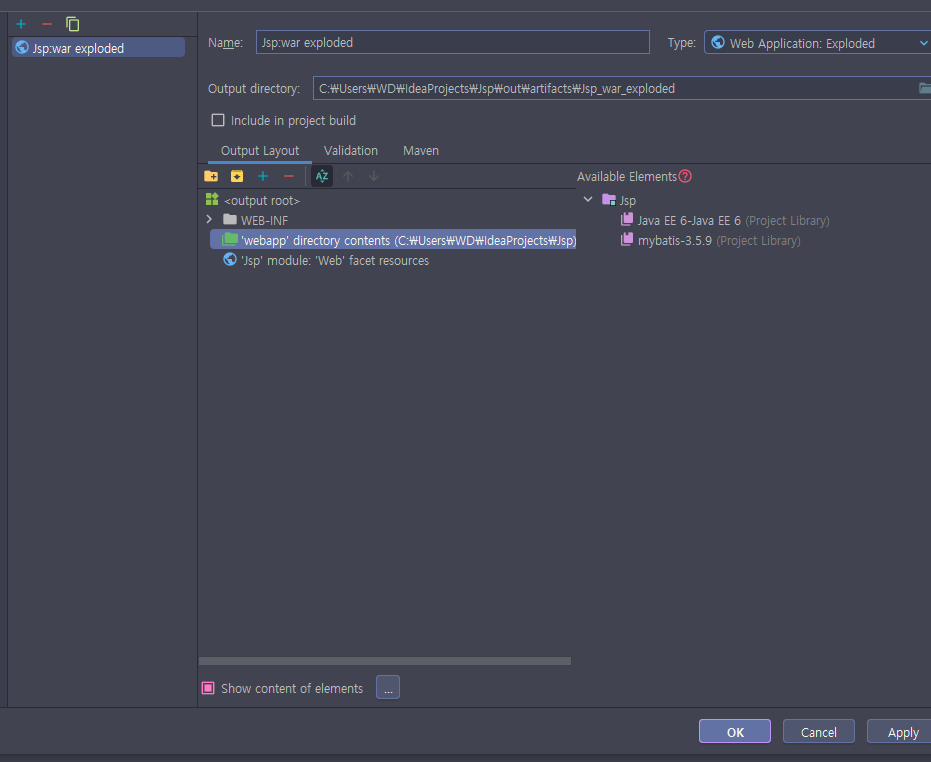 Jsp:war exploded
Name: Jsp:war exploded Type: Web Application: Exploded
Output directory: C:₩Users₩WD₩IdeaProjects₩Jsp₩out₩artifacts₩Jsp_war_exploded
Include in project build
Output Layout Validation Maven
Available Elements
<output root>
WEB-INF
'webapp' directory contents (C:₩Users₩WD₩IdeaProjects₩Jsp)
'Jsp' module: 'Web' facet resources
Jsp
Java EE 6-Java EE 6 (Project Library)
mybatis-3.5.9 (Project Library)
Show content of elements ...
OK Cancel Apply